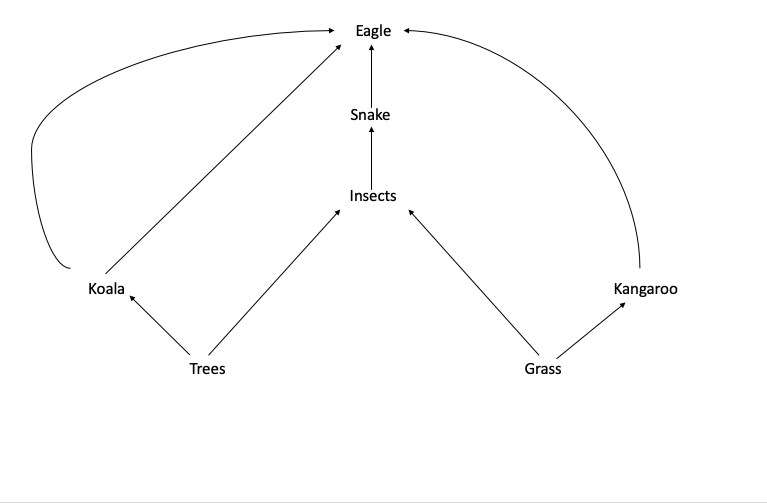 Eagle
Snake
Insects
Koala
Kangaroo
Trees
Grass